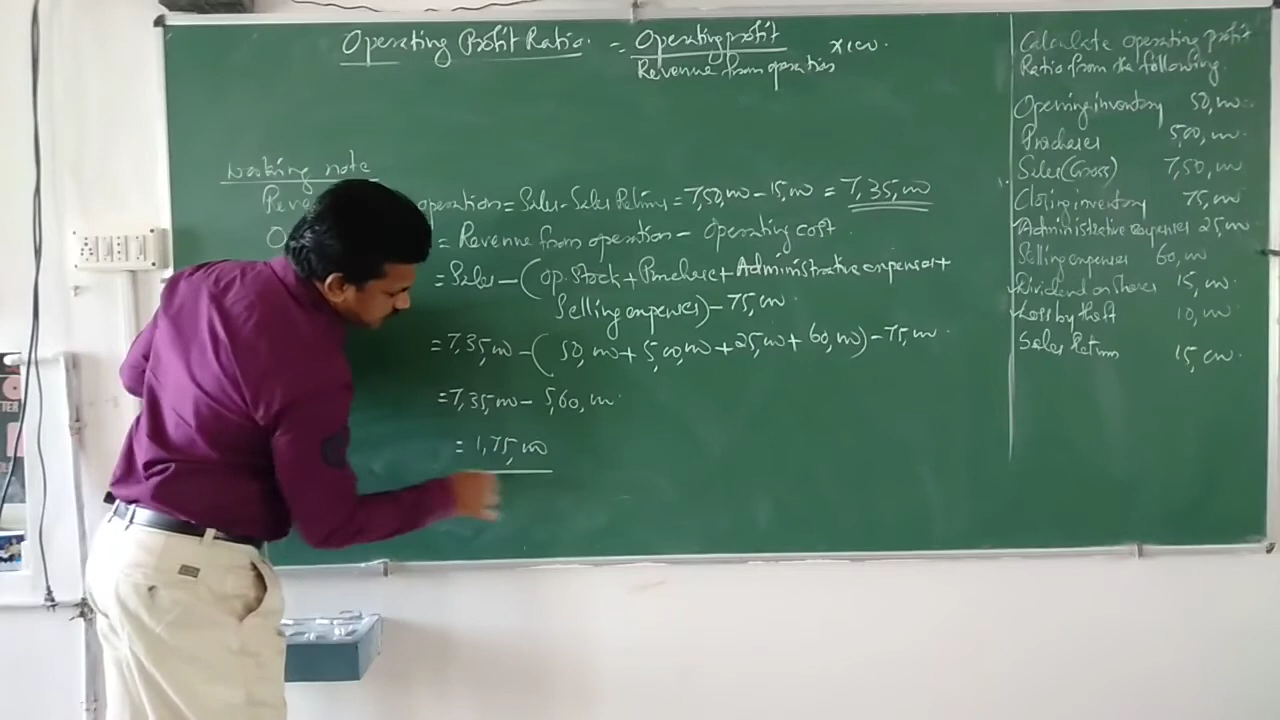 Operating Profit Ratio = Operating profit
Revenue from operation × 100.
Working note
Reve operation = Sales - Sales Returns = 7,50,000 - 15,000 = 7,35,000
O = Revenue from operation - Operating cost.
= Sales - (Op. Stock + Purchase + Administrative expenses +
Selling expenses) - 75,000.
= 7,35,000 - (50,000 + 5,00,000 + 25,000 + 60,000) - 75,000.
= 7,35,000 - 5,60,000.
= 1,75,000
Calculate operating profit
Ratio from the following.
Opening inventory 50,000
Purchases 5,00,000.
Sales (Gross) 7,50,000
Closing inventory 75,000
Administrative expenses 25,000
Selling expenses 60,000
Dividend on shares 15,000.
Loss by theft 10,000
Sales Return 15,000.